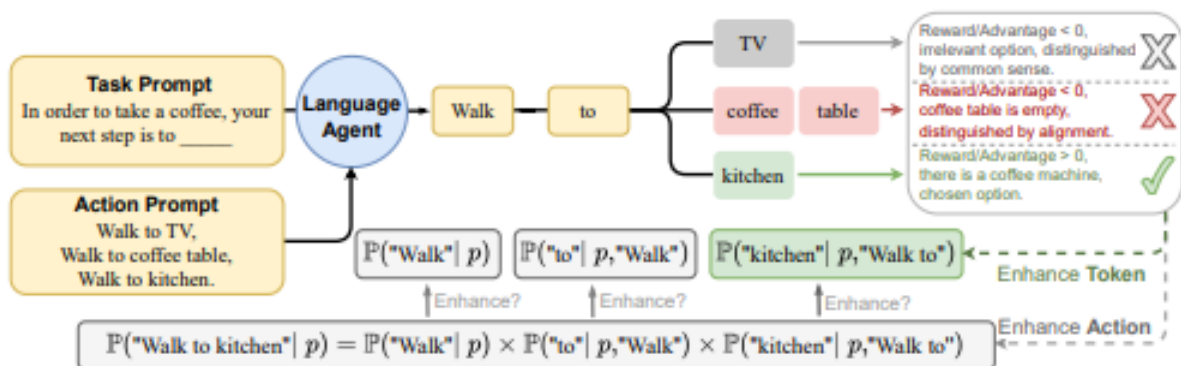 Task Prompt
In order to take a coffee, your
next step is to _____
Action Prompt
Walk to TV,
Walk to coffee table,
Walk to kitchen.
Language
Agent
Walk
to
TV
coffee
table
kitchen
Reward/Advantage < 0,
irrelevant option, distinguished
by common sense.
Reward/Advantage < 0,
coffee table is empty,
distinguished by alignment.
Reward/Advantage > 0,
there is a coffee machine,
chosen option.
ℙ("Walk"| p)
ℙ("to"| p,"Walk")
ℙ("kitchen"| p,"Walk to")
Enhance Token
Enhance?
Enhance?
Enhance?
Enhance Action
ℙ("Walk to kitchen"| p) = ℙ("Walk"| p) × ℙ("to"| p,"Walk") × ℙ("kitchen"| p,"Walk to")